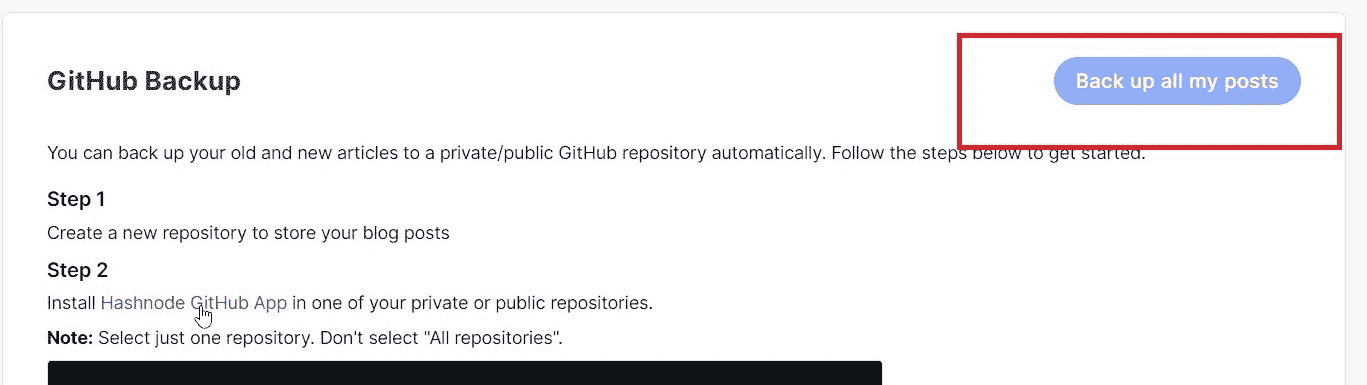 GitHub Backup
Back up all my posts
You can back up your old and new articles to a private/public GitHub repository automatically. Follow the steps below to get started.
Step 1
Create a new repository to store your blog posts
Step 2
Install Hashnode GitHub App in one of your private or public repositories.
Note: Select just one repository. Don't select "All repositories".